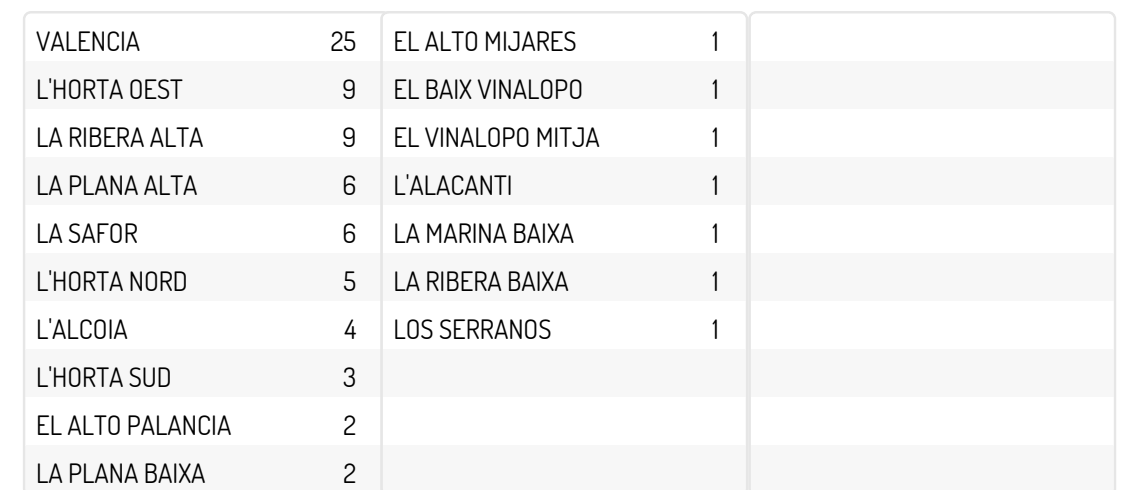 VALENCIA 25
L'HORTA OEST 9
LA RIBERA ALTA 9
LA PLANA ALTA 6
LA SAFOR 6
L'HORTA NORD 5
L'ALCOIA 4
L'HORTA SUD 3
EL ALTO PALANCIA 2
LA PLANA BAIXA 2
EL ALTO MIJARES 1
EL BAIX VINALOPO 1
EL VINALOPO MITJA 1
L'ALACANTI 1
LA MARINA BAIXA 1
LA RIBERA BAIXA 1
LOS SERRANOS 1